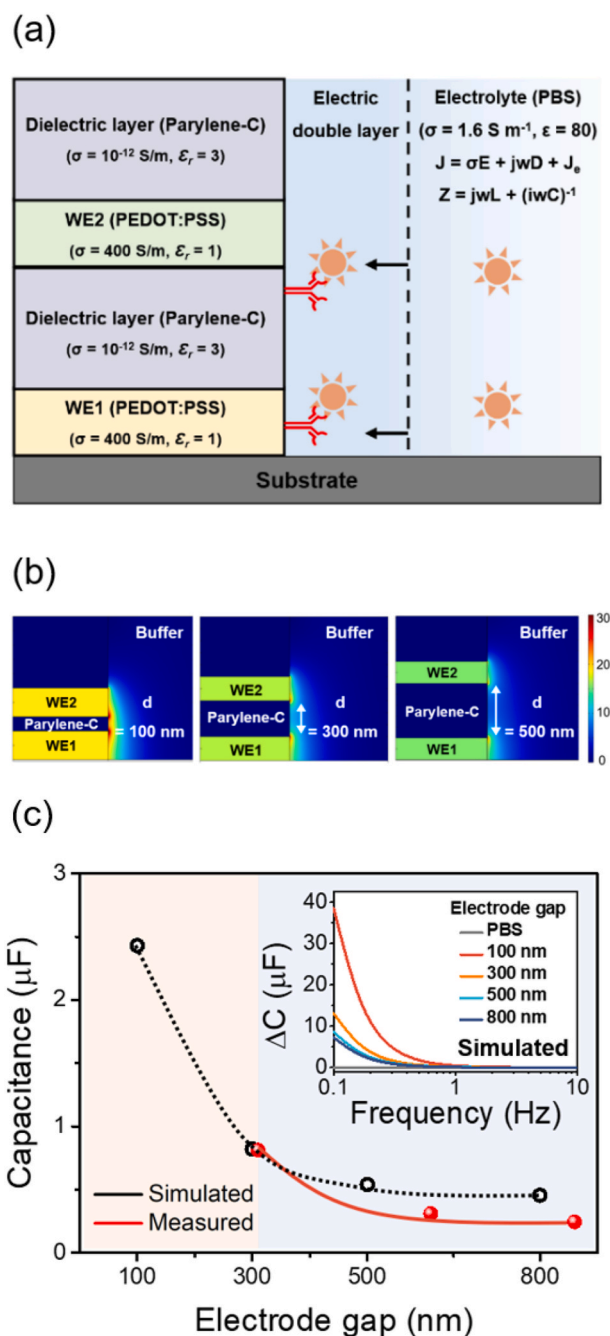 (a)
Dielectric layer (Parylene-C)
(σ = 10⁻¹² S/m, Ɛᵣ = 3)
WE2 (PEDOT:PSS)
(σ = 400 S/m, Ɛᵣ = 1)
Dielectric layer (Parylene-C)
(σ = 10⁻¹² S/m, Ɛᵣ = 3)
WE1 (PEDOT:PSS)
(σ = 400 S/m, Ɛᵣ = 1)
Electric
double layer
Electrolyte (PBS)
(σ = 1.6 S m⁻¹, ε = 80)
J = σE + jwD + Jₑ
Z = jwL + (iwC)⁻¹
Substrate
(b)
Buffer
WE2
Parylene-C
WE1
d
= 100 nm
Buffer
WE2
Parylene-C
WE1
d
= 300 nm
Buffer
WE2
Parylene-C
WE1
d
= 500 nm
30
20
10
0
(c)
Capacitance (μF)
3
2
1
0
100
300
500
800
Electrode gap (nm)
Simulated
Measured
ΔC (μF)
40
30
20
10
0
0.1
1
10
Frequency (Hz)
Electrode gap
PBS
100 nm
300 nm
500 nm
800 nm
Simulated